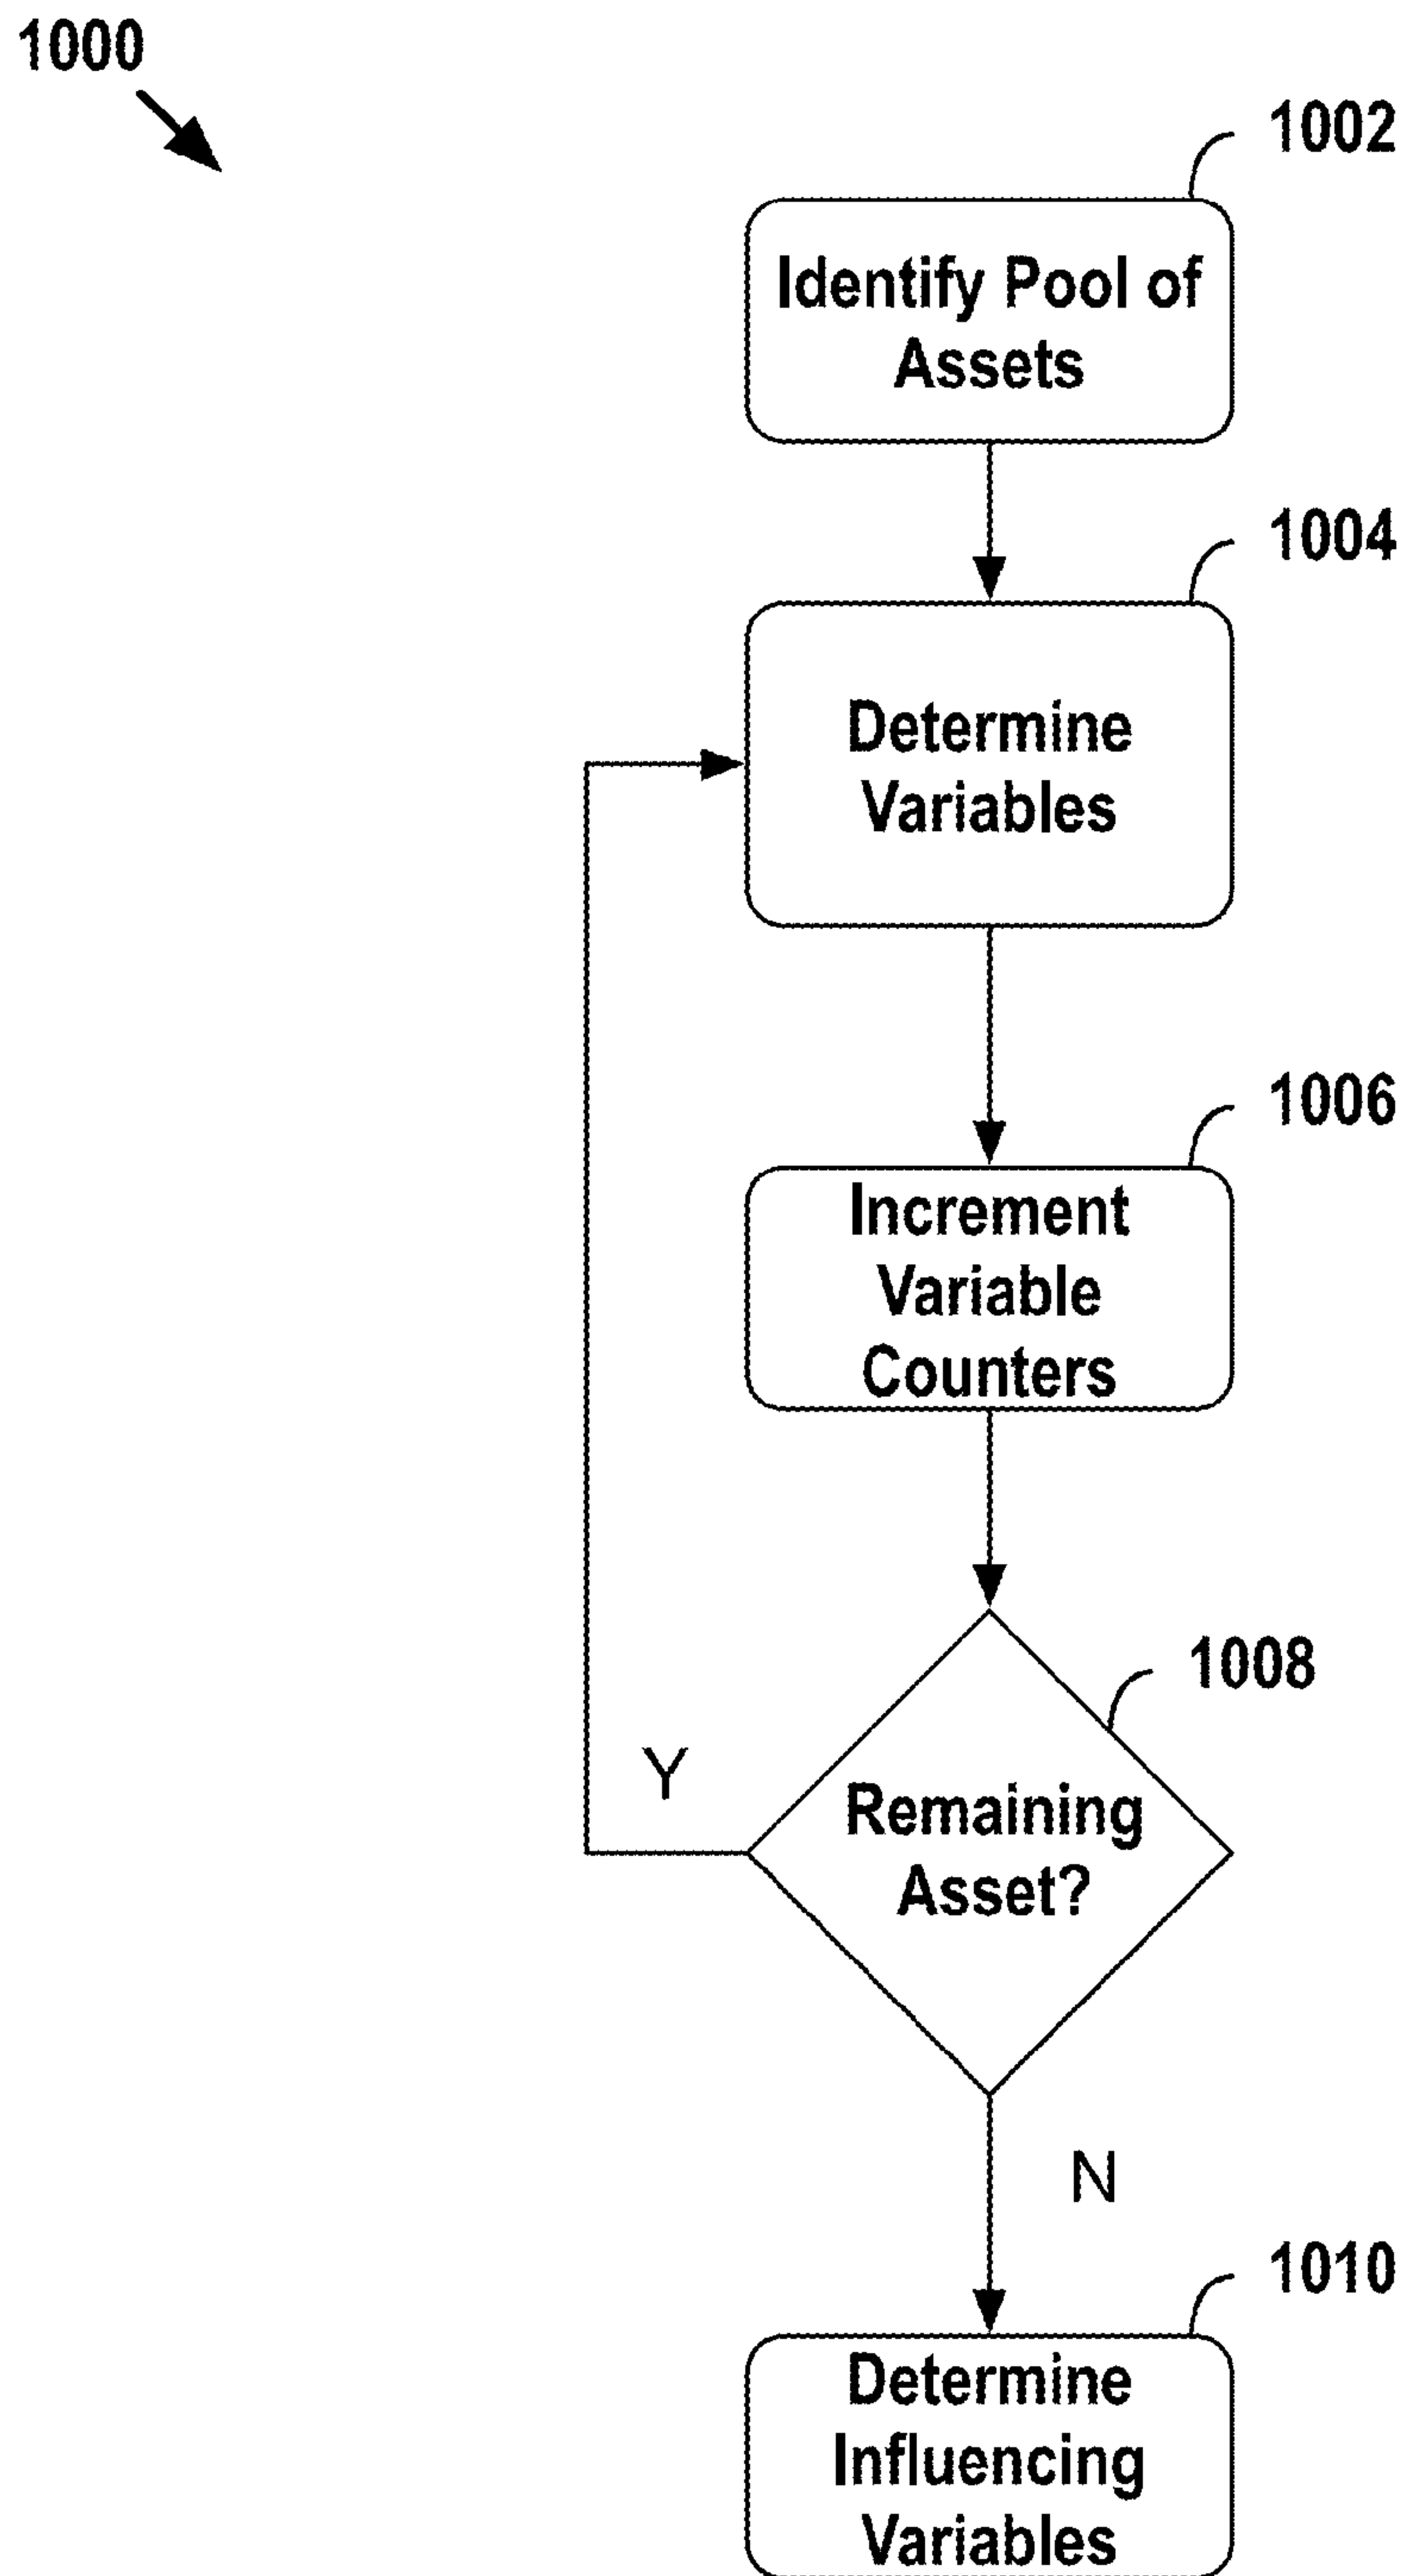 1000
1002
Identify Pool of
Assets
1004
Determine
Variables
1006
Increment
Variable
Counters
1008
Y
Remaining
Asset?
N
1010
Determine
Influencing
Variables